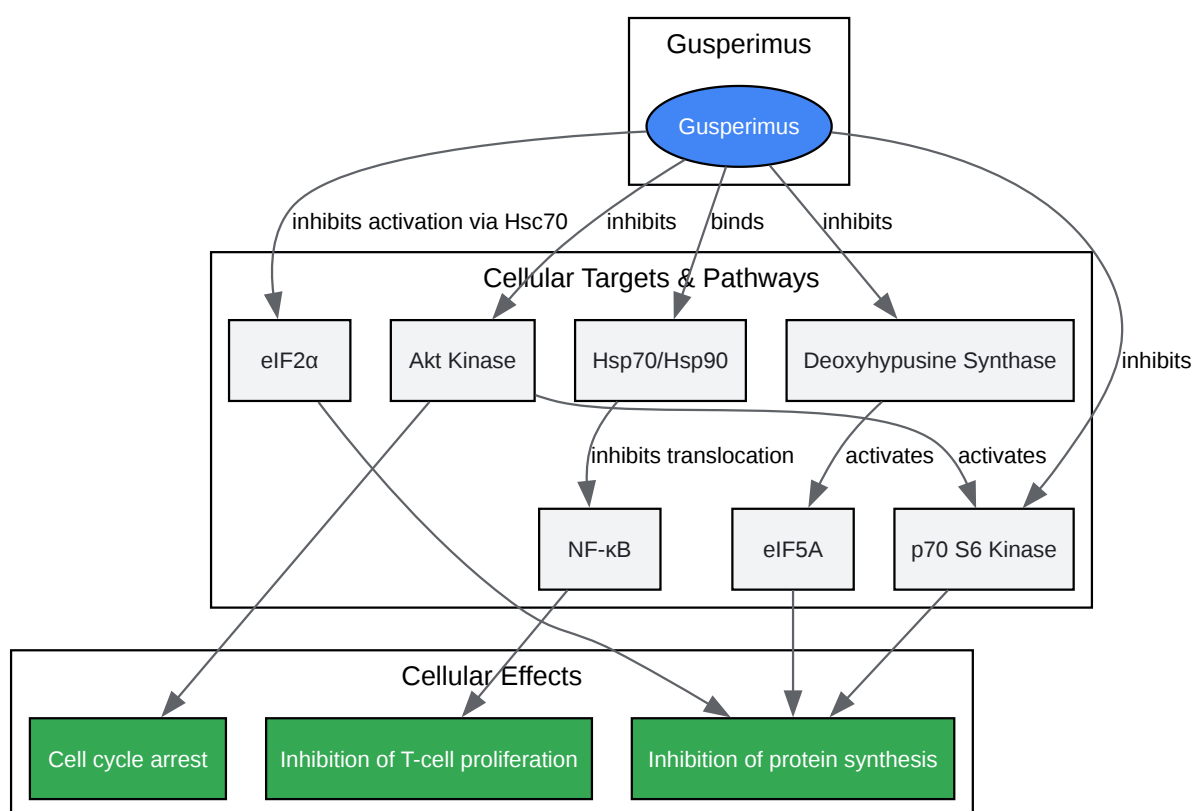 Gusperimus
Gusperimus
inhibits activation via Hsc70
inhibits
binds
inhibits
Cellular Targets & Pathways
eIF2α
Akt Kinase
Hsp70/Hsp90
Deoxyhypusine Synthase
inhibits
inhibits translocation
activates
activates
NF-κB
eIF5A
p70 S6 Kinase
Cellular Effects
Cell cycle arrest
Inhibition of T-cell proliferation
Inhibition of protein synthesis